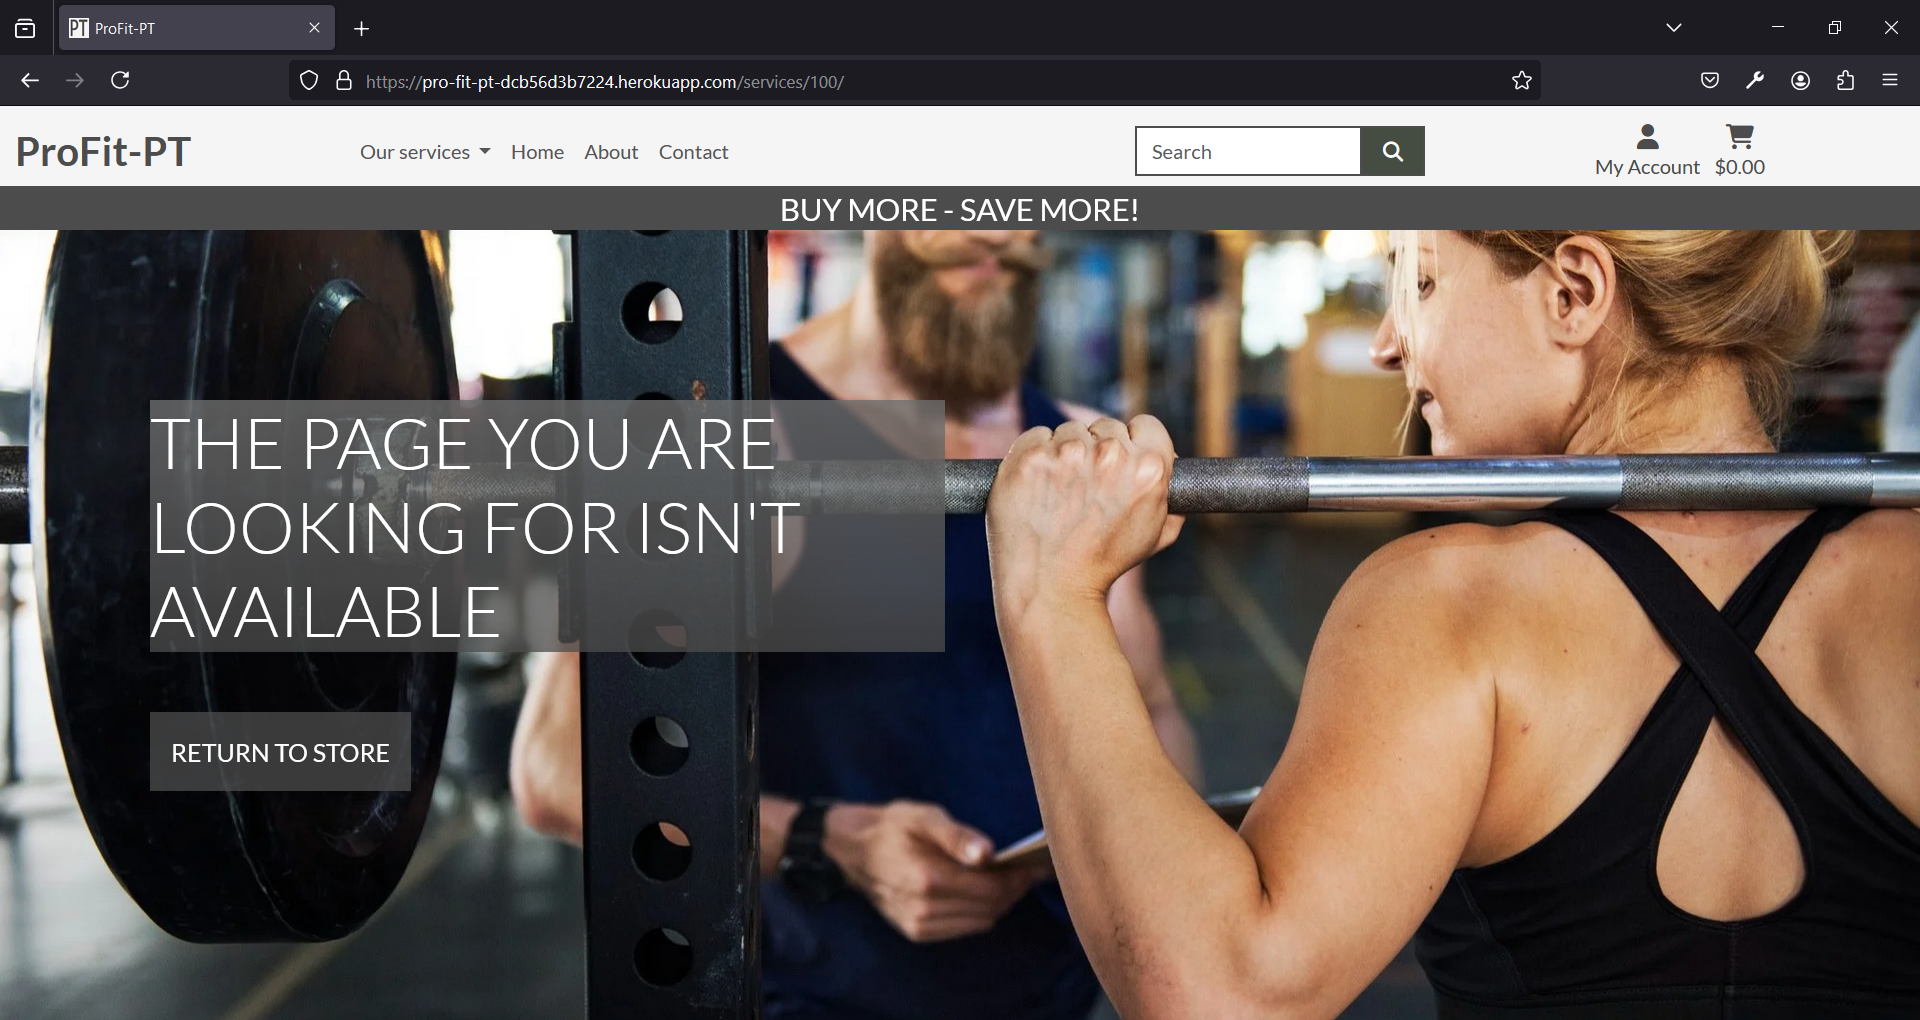 PT ProFit-PT
https://pro-fit-pt-dcb56d3b7224.herokuapp.com/services/100/
ProFit-PT
Our services
Home
About
Contact
Search
My Account
$0.00
BUY MORE - SAVE MORE!
THE PAGE YOU ARE
LOOKING FOR ISN'T
AVAILABLE
RETURN TO STORE